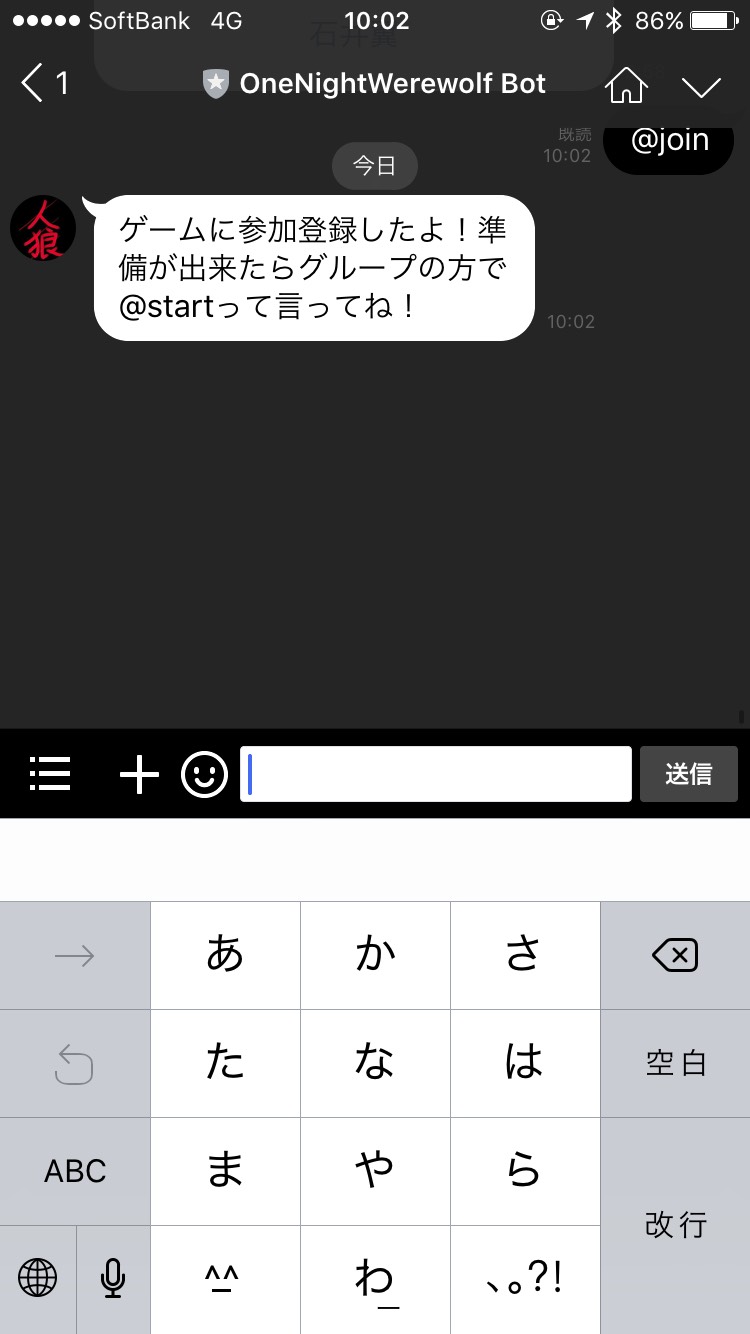 SoftBank 4G 10:02 86%
1 OneNightWerewolf Bot
既読
10:02
@join
今日
人狼
ゲームに参加登録したよ！準
備が出来たらグループの方で
@startって言ってね！
10:02
送信
あ か さ
た な は 空白
ABC ま や ら
改行
^^ わ 、。?!